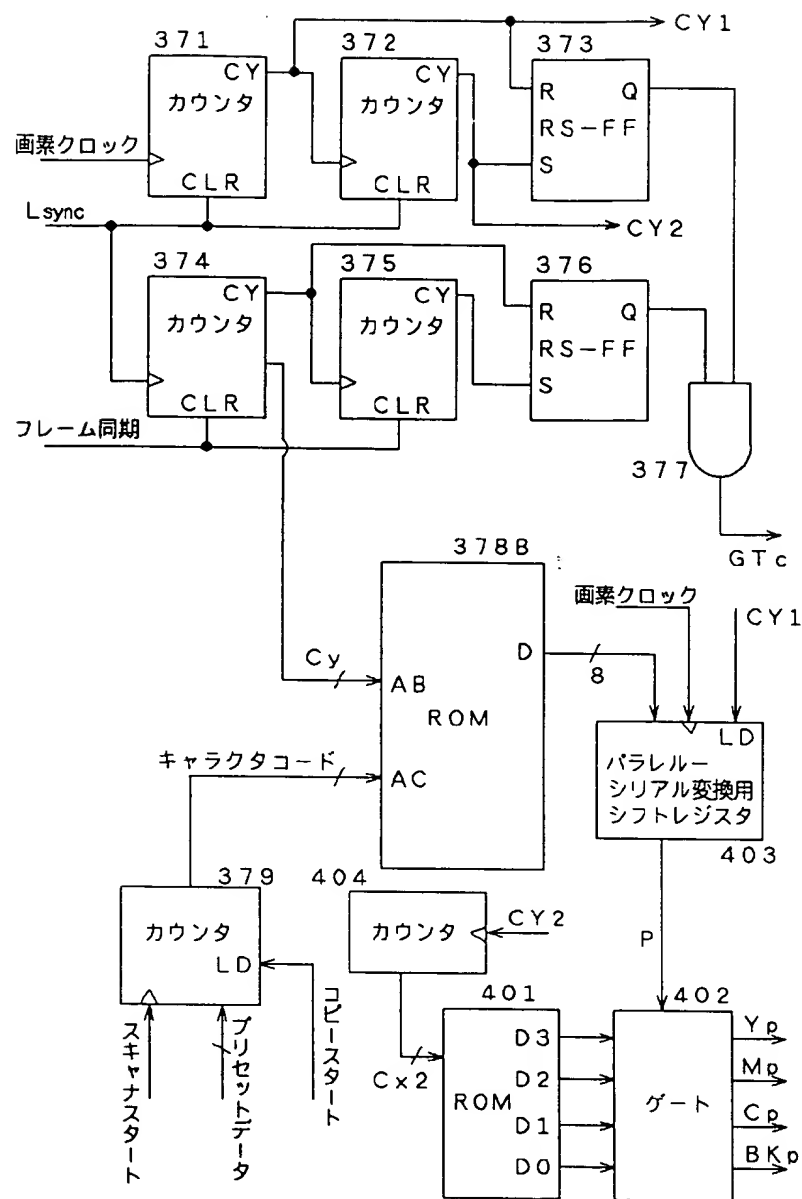 CY1
371
372
373
CY
カウンタ
CLR
CY
カウンタ
R Q
RS-FF
S
画素クロック
Lsync
CY2
374
375
376
CY
カウンタ
CLR
CY
カウンタ
CLR
R Q
RS-FF
S
フレーム同期
377
GTc
378B
画素クロック
CY1
Cy
AB
D
8
ROM
キャラクタコード
AC
LD
パラレルー
シリアル変換用
シフトレジスタ
403
379
404
カウンタ
LD
カウンタ
CY2
P
401
402
スキャナスタート
プリセットデータ
コピースタート
Cx2
ROM
D3
D2
D1
D0
ゲート
Yp
Mp
Cp
BKp